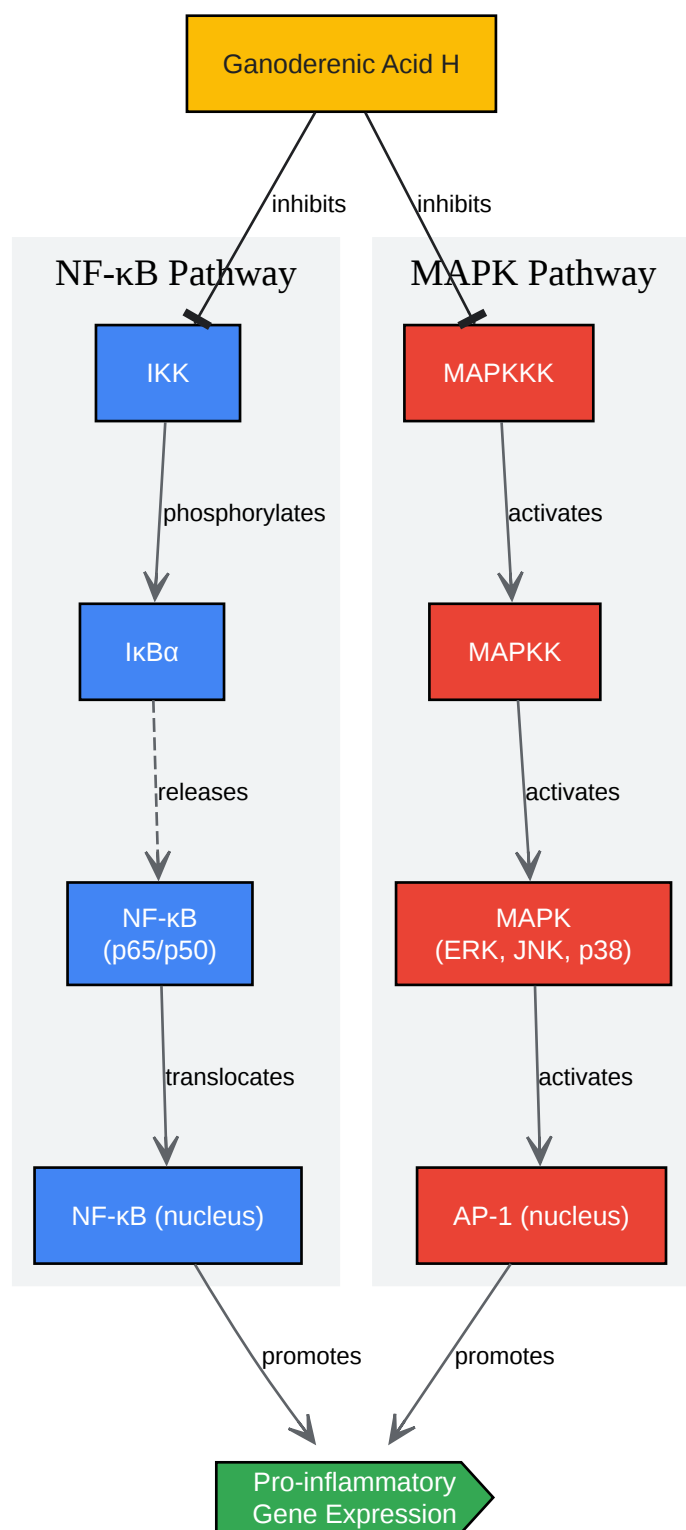 Ganoderenic Acid H
inhibits
inhibits
NF-κB Pathway
MAPK Pathway
IKK
MAPKKK
phosphorylates
activates
IκBα
MAPKK
releases
activates
NF-κB
(p65/p50)
MAPK
(ERK, JNK, p38)
translocates
activates
NF-κB (nucleus)
AP-1 (nucleus)
promotes
promotes
Pro-inflammatory
Gene Expression